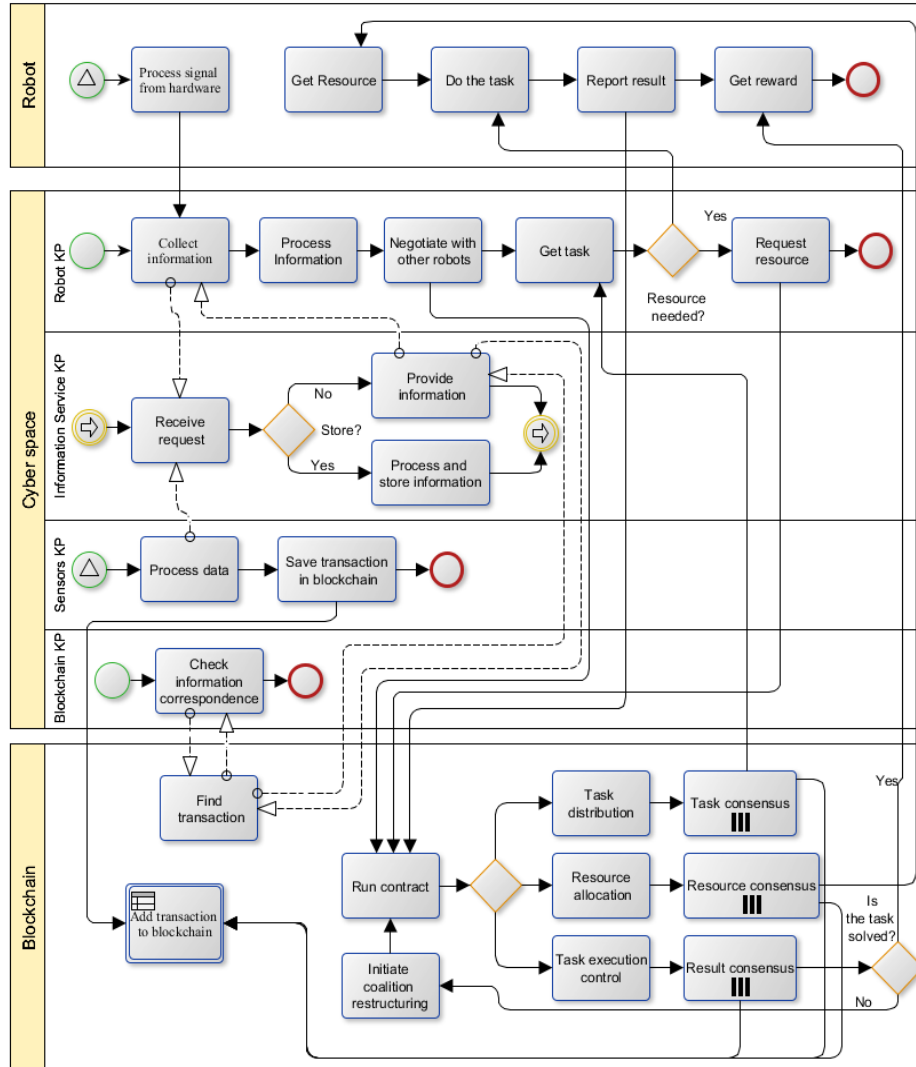 Robot
Process signal
from hardware
Get Resource
Do the task
Report result
Get reward
Cyber space
Robot KP
Collect
information
Process
Information
Negotiate with
other robots
Get task
Yes
Request
resource
Resource
needed?
Information Service KP
Receive
request
No
Store?
Yes
Provide
information
Process and
store information
Sensors KP
Process data
Save transaction
in blockchain
Blockchain KP
Check
information
correspondence
Blockchain
Find
transaction
Add transaction
to blockchain
Run contract
Initiate
coalition
restructuring
Task
distribution
Task consensus
Resource
allocation
Resource consensus
Task execution
control
Result consensus
Yes
Is
the task
solved?
No